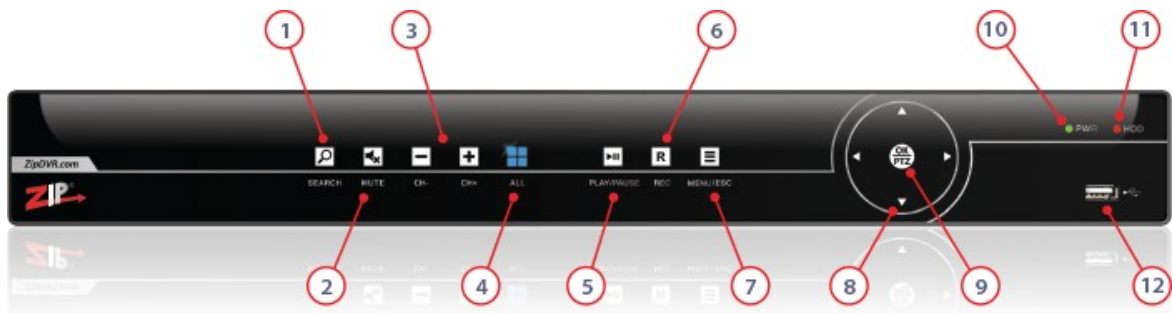 1
3
6
10
11
PWR
HDD
OK
PTZ
R
ZipDVR.com
SEARCH
MUTE
CH-
CH+
ALL
PLAY/PAUSE
REC
MENU/ESC
ZIP
2
4
5
7
8
9
12